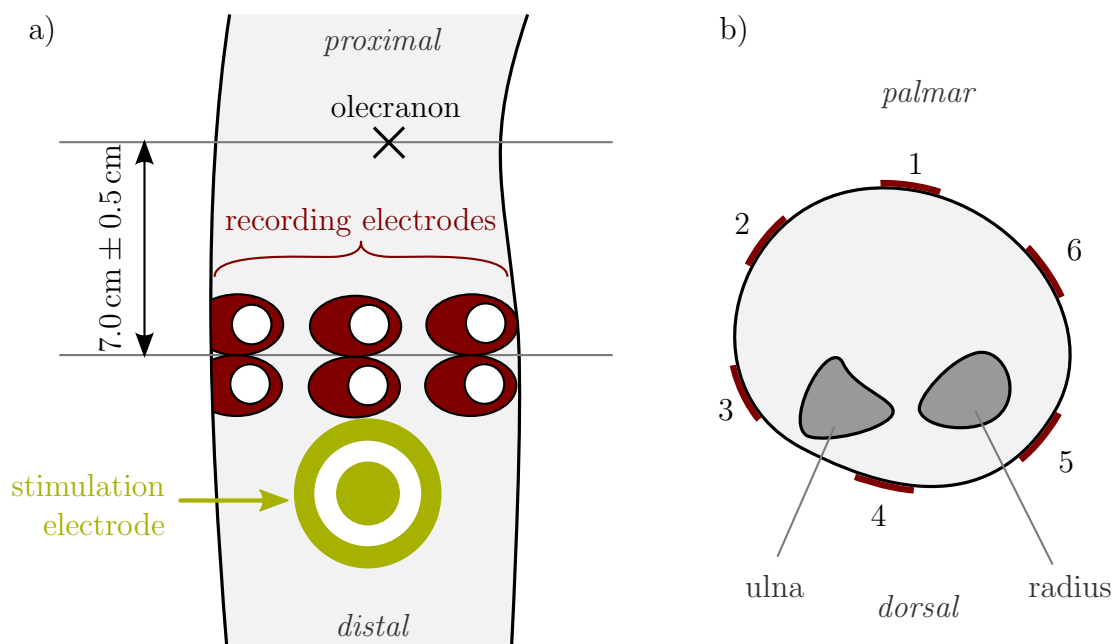 a)
proximal
olecranon
7.0 cm ± 0.5 cm
recording electrodes
stimulation
electrode
distal
b)
palmar
1
2
6
3
5
4
ulna
radius
dorsal